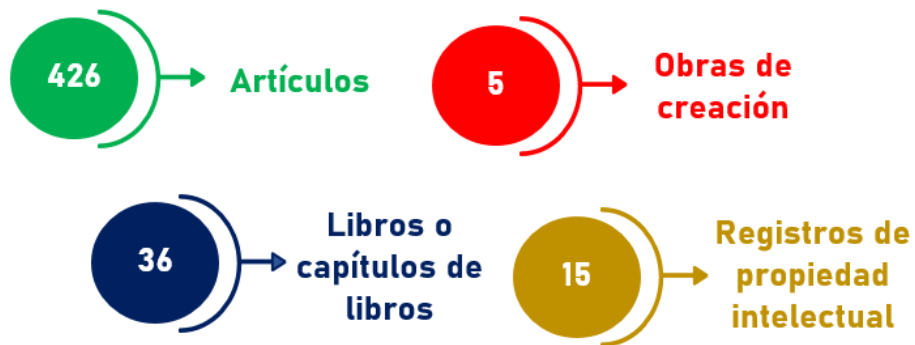 426
Artículos
5
Obras de
creación
36
Libros o
capítulos de
libros
15
Registros de
propiedad
intelectual